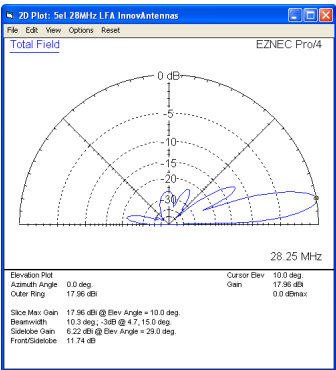 2D Plot: 5el 28MHz LFA InnovAntennas
File Edit View Options Reset
Total Field EZNEC Pro/4
0 dB
-5
-10
-15
-20
-30
28.25 MHz
Elevation Plot Cursor Elev 10.0 deg.
Azimuth Angle 0.0 deg. Gain 17.96 dBi
Outer Ring 17.96 dBi 0.0 dBmax
Slice Max Gain 17.96 dBi @ Elev Angle = 10.0 deg.
Beamwidth 10.3 deg.; -3dB @ 4.7, 15.0 deg.
Sidelobe Gain 6.22 dBi @ Elev Angle = 29.0 deg.
Front/Sidelobe 11.74 dB